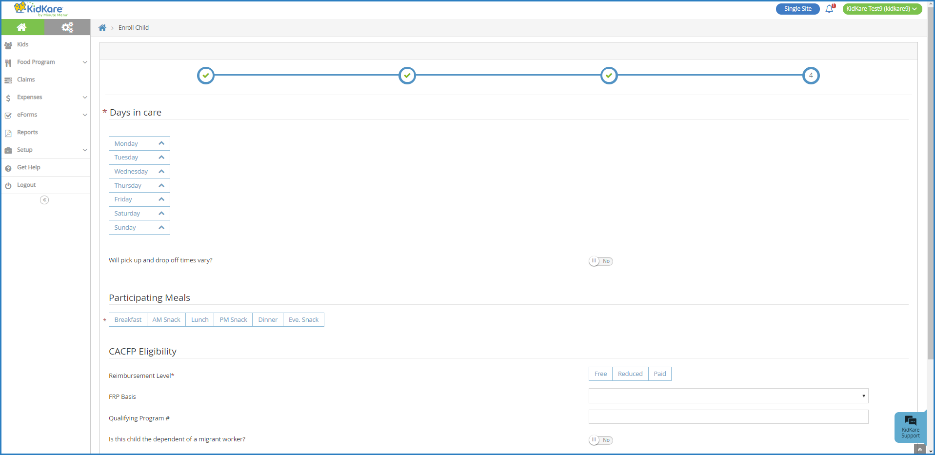 KidKare
Single Site
KidKare Test9 (kidkare9)
Enroll Child
Kids
Food Program
Claims
Expenses
eForms
Reports
Setup
Get Help
Logout
4
* Days in care
Monday
Tuesday
Wednesday
Thursday
Friday
Saturday
Sunday
Will pick up and drop off times vary?
No
Participating Meals
* Breakfast AM Snack Lunch PM Snack Dinner Eve. Snack
CACFP Eligibility
Reimbursement Level*
Free Reduced Paid
FRP Basis
Qualifying Program #
Is this child the dependent of a migrant worker?
No
KidKare
Support